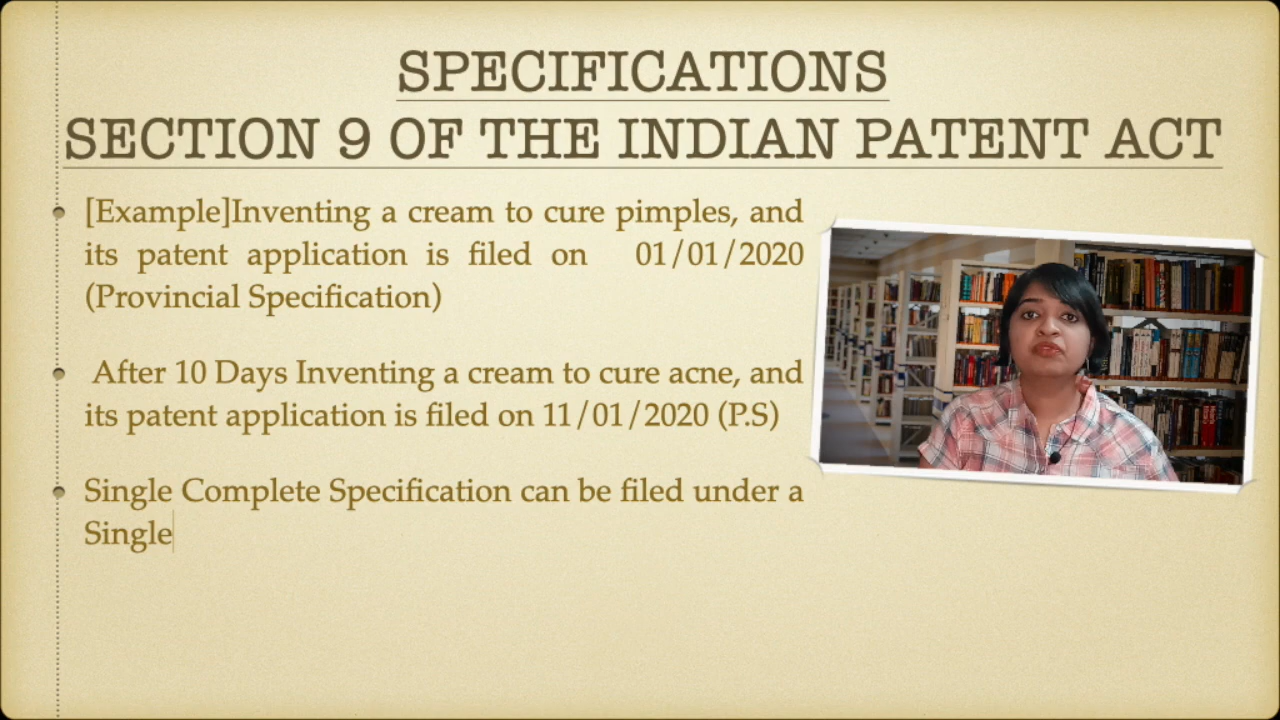 SPECIFICATIONS
SECTION 9 OF THE INDIAN PATENT ACT
[Example]Inventing a cream to cure pimples, and
its patent application is filed on 01/01/2020
(Provincial Specification)
After 10 Days Inventing a cream to cure acne, and
its patent application is filed on 11/01/2020 (P.S)
Single Complete Specification can be filed under a
Single